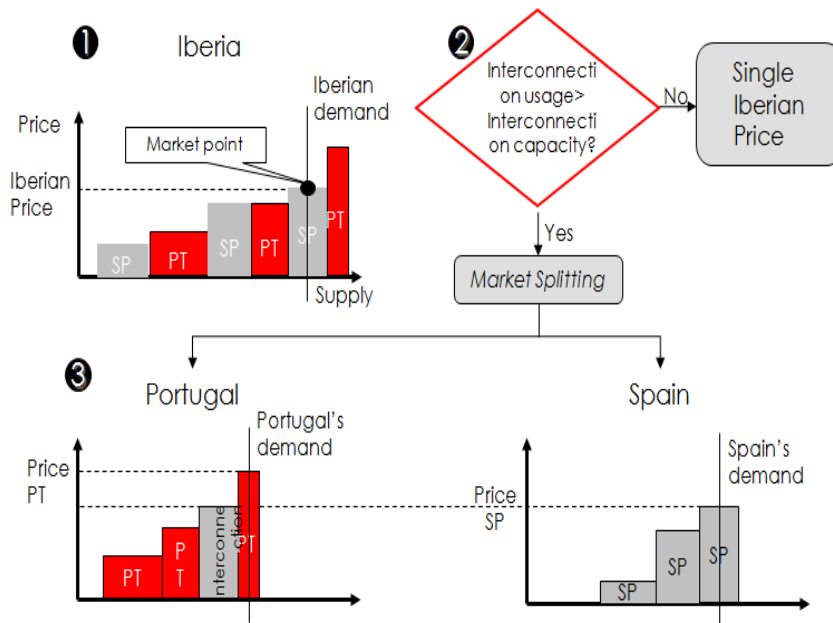 1
Iberia
Iberian
demand
Price
Market point
Iberian
Price
SP
PT
SP
PT
SP
PT
Supply
2
Interconnecti
on usage>
Interconnecti
on capacity?
No
Single
Iberian
Price
Yes
Market Splitting
3
Portugal
Portugal's
demand
Price
PT
PT
P
T
nterconne
ction
PT
Spain
Spain's
demand
Price
SP
SP
SP
SP